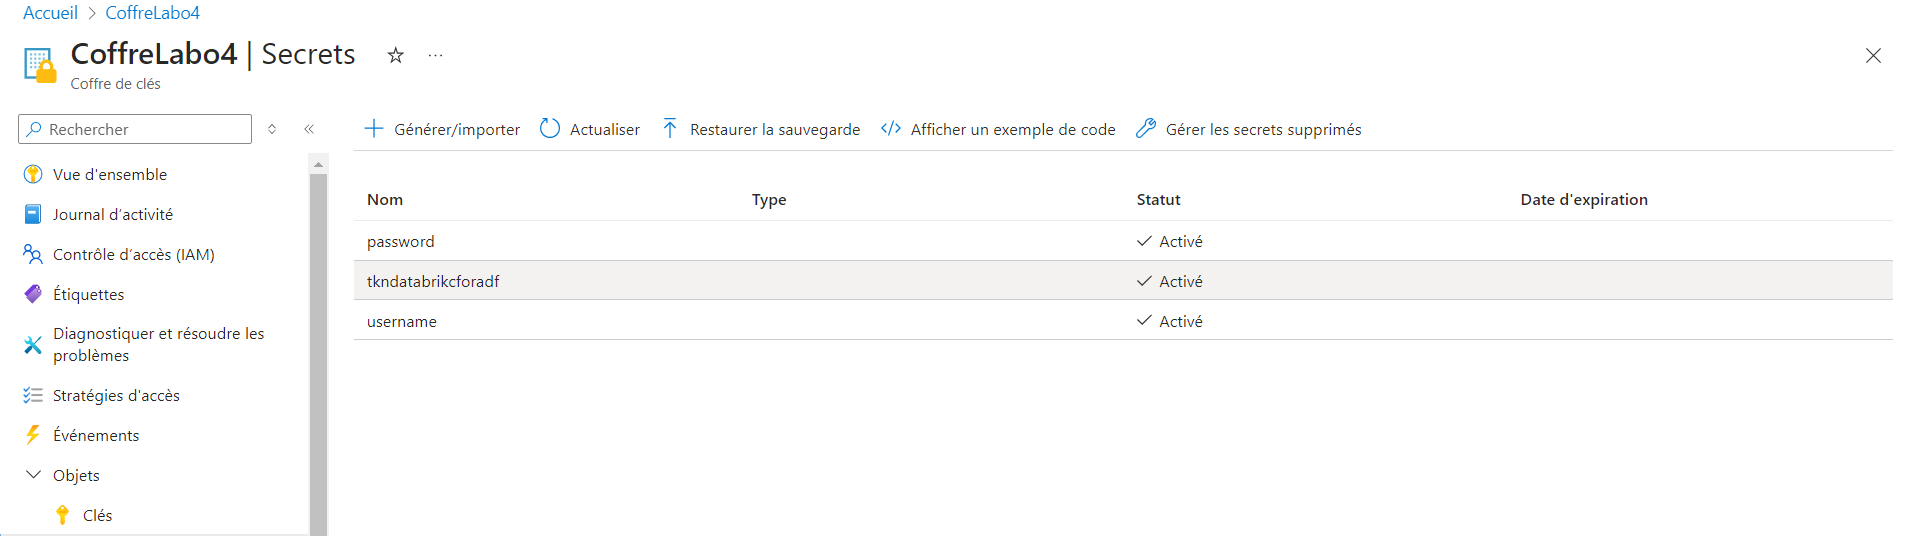 Accueil > CoffreLabo4
CoffreLabo4 | Secrets
Coffre de clés
Rechercher
Générer/importer Actualiser Restaurer la sauvegarde Afficher un exemple de code Gérer les secrets supprimés
Vue d'ensemble
Journal d’activité
Contrôle d’accès (IAM)
Étiquettes
Diagnostiquer et résoudre les
problèmes
Stratégies d'accès
Événements
Objets
Clés
Nom Type Statut Date d'expiration
password Activé
tkndatabrikcforadf Activé
username Activé